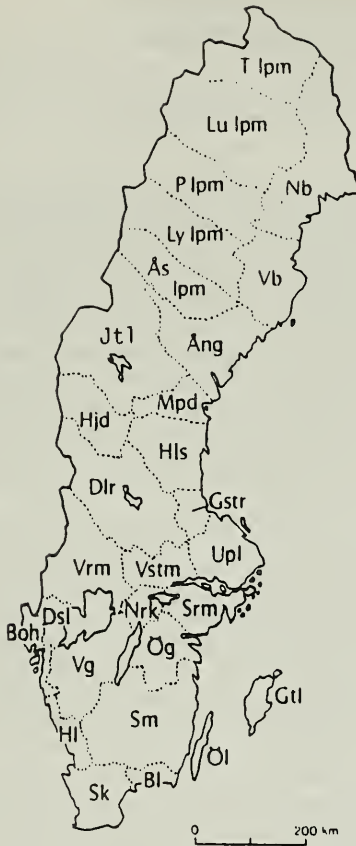 T lpm
Lu lpm
P lpm
Nb
Ly lpm
Ås
lpm
Vb
Jtl
Ång
Mpd
Hjd
Hls
Dlr
Gstr
Upl
Vrm
Vstm
Nrk
Srm
Dsl
Boh
Vg
Ög
Gtl
Sm
Hl
Öl
Bl
Sk
0
200 km